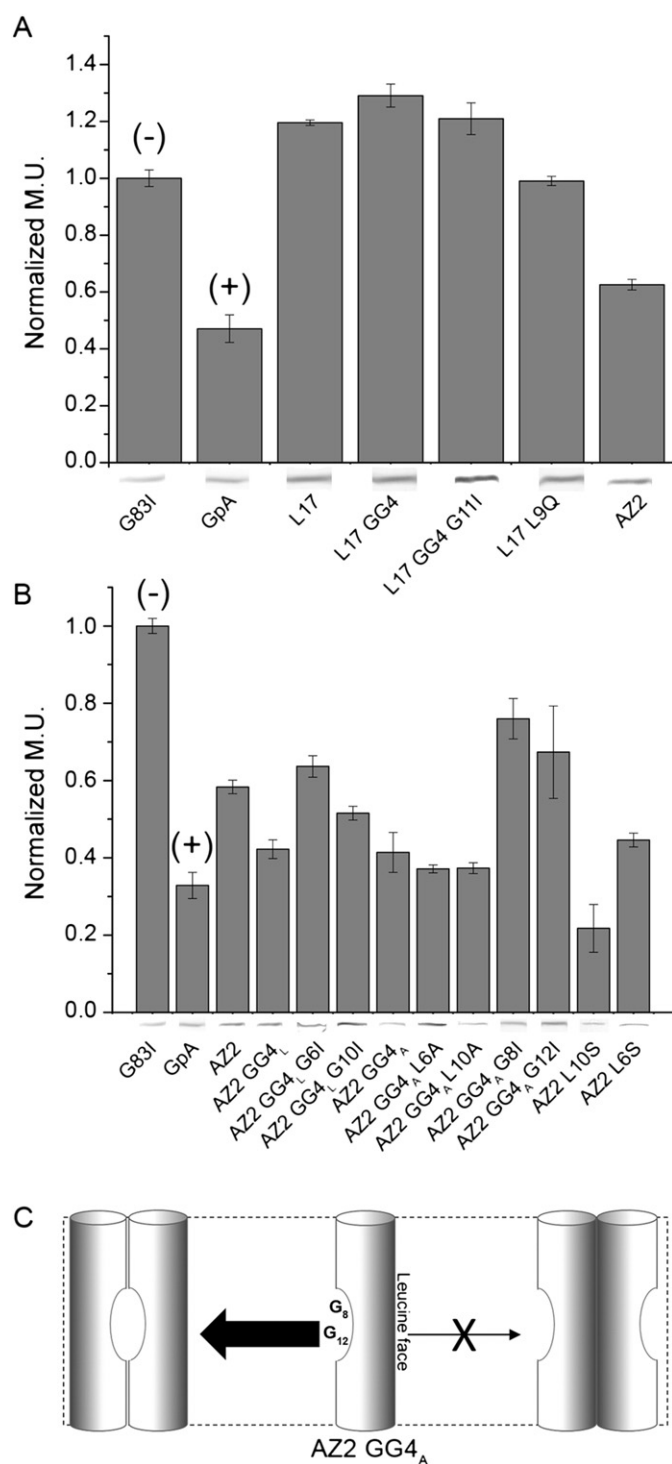 A
Normalized M.U.
1.4
1.2
1.0
0.8
0.6
0.4
0.2
0.0
(-)
(+)
G83I
GpA
L17
L17 GG4
L17 GG4 G11I
L17 L9Q
AZ2
B
Normalized M.U.
1.0
0.8
0.6
0.4
0.2
0.0
(-)
(+)
G83I
GpA
AZ2
AZ2 GG4L
AZ2 GG4L G6I
AZ2 GG4L G10I
AZ2 GG4A
AZ2 GG4A L6A
AZ2 GG4A L10A
AZ2 GG4A G8I
AZ2 GG4A G12I
AZ2 L10S
AZ2 L6S
C
G8
G12
Leucine face
X
AZ2 GG4A